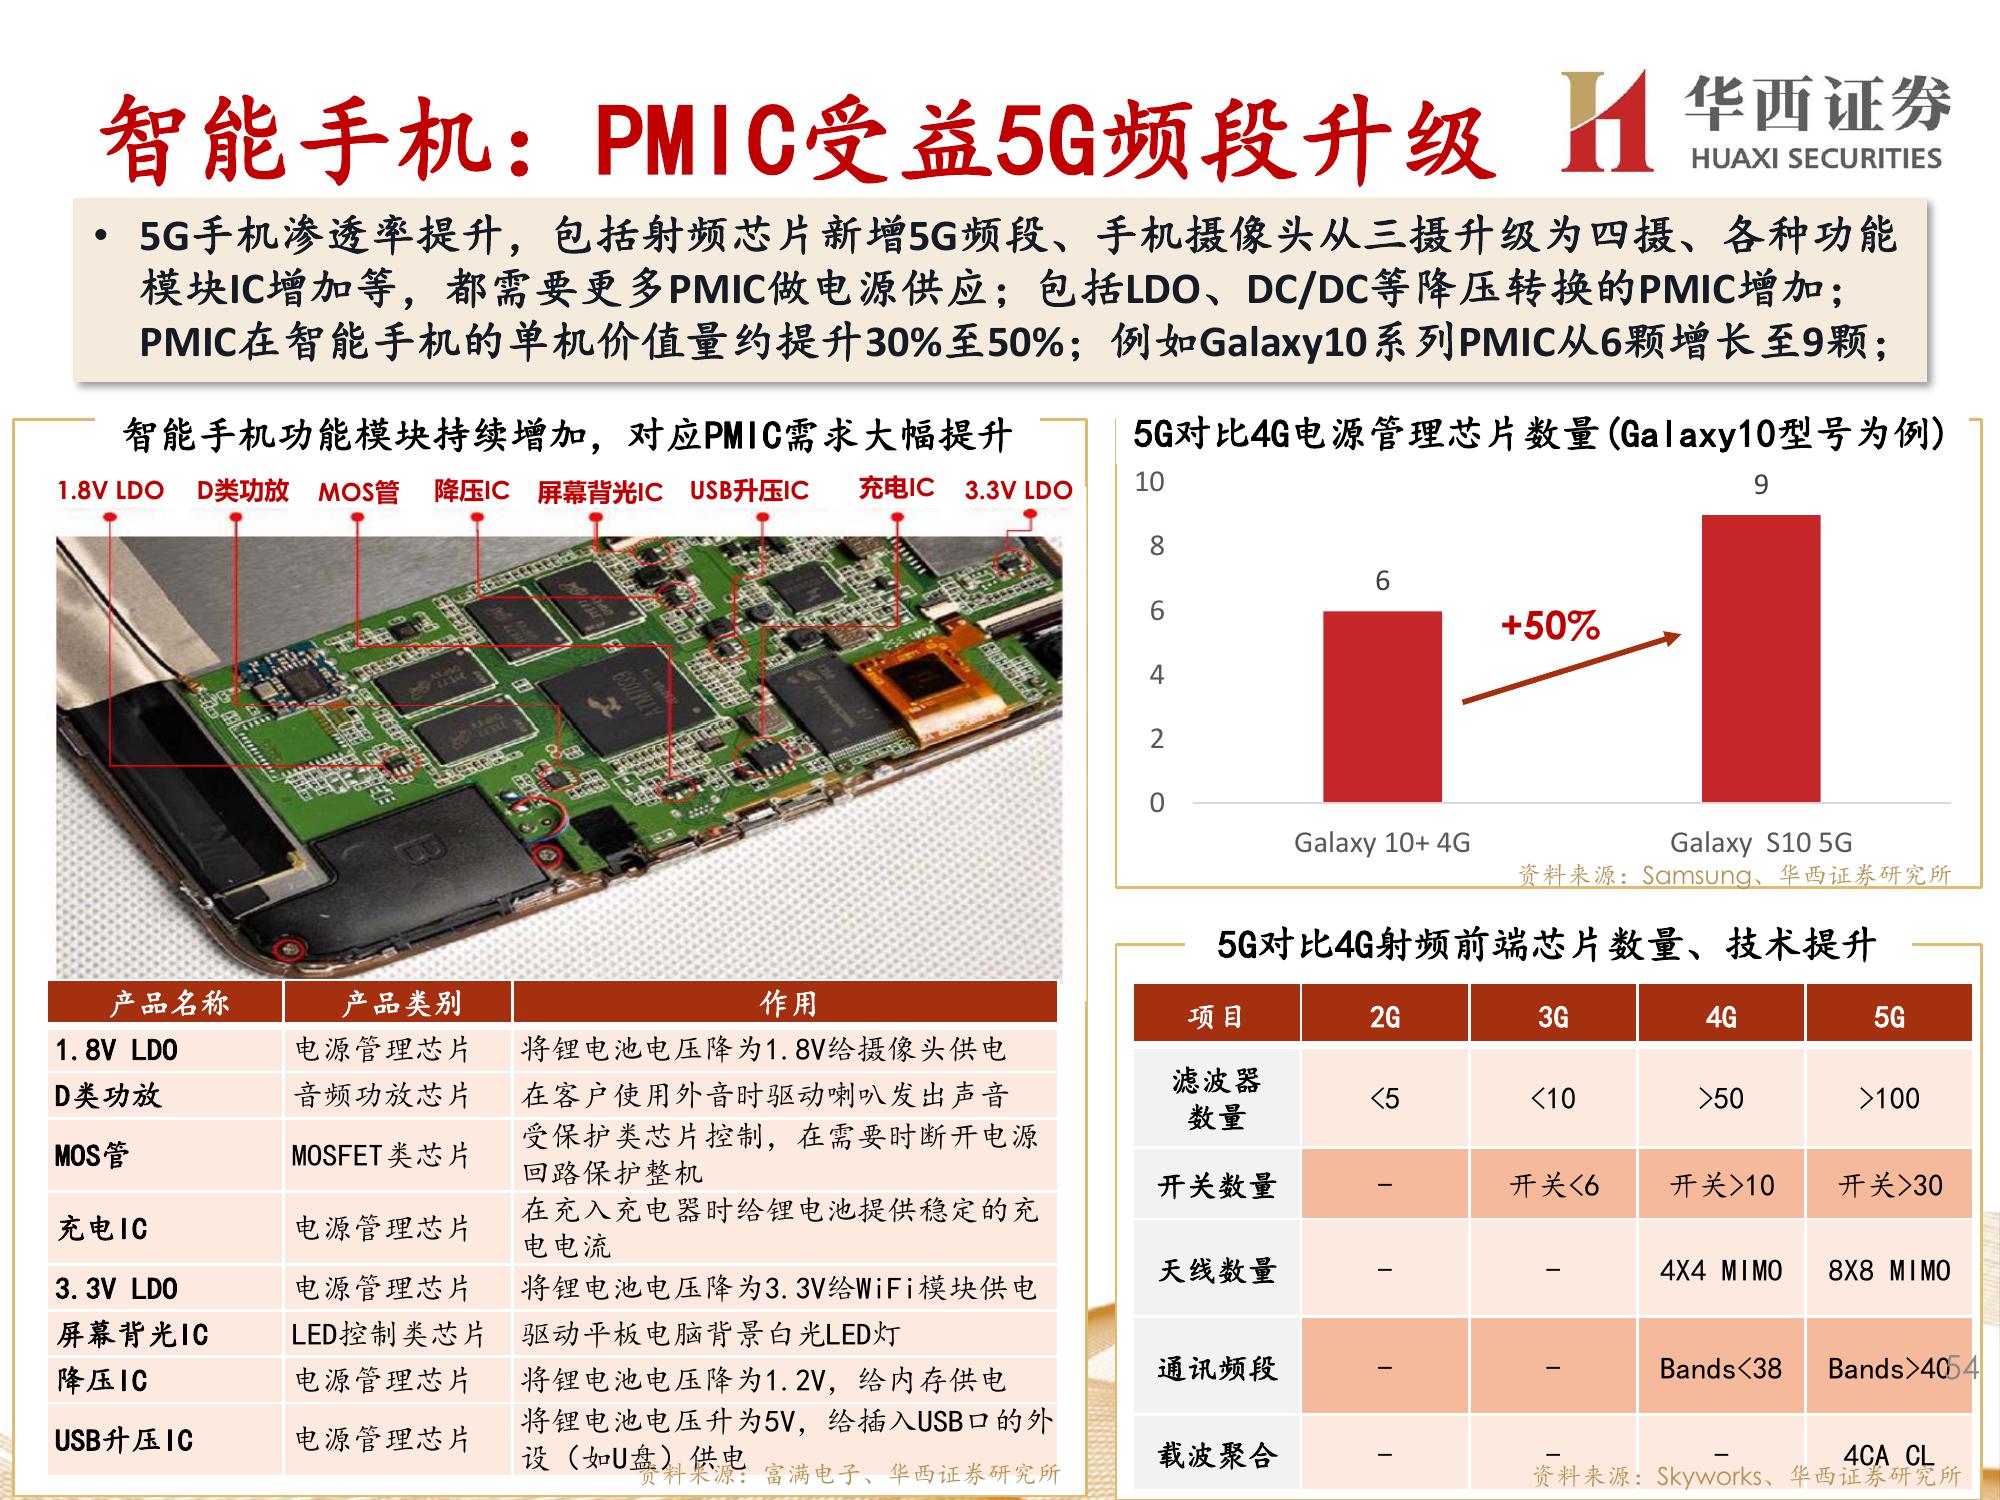 智能手机：PMIC受益5G频段升级
华西证券
HUAXI SECURITIES
• 5G手机渗透率提升，包括射频芯片新增5G频段、手机摄像头从三摄升级为四摄、各种功能
模块IC增加等，都需要更多PMIC做电源供应；包括LDO、DC/DC等降压转换的PMIC增加；
PMIC在智能手机的单机价值量约提升30%至50%；例如Galaxy10系列PMIC从6颗增长至9颗；
智能手机功能模块持续增加，对应PMIC需求大幅提升
1.8V LDO D类功放 MOS管 降压IC 屏幕背光IC USB升压IC 充电IC 3.3V LDO
产品名称 产品类别 作用
1.8V LDO 电源管理芯片 将锂电池电压降为1.8V给摄像头供电
D类功放 音频功放芯片 在客户使用外音时驱动喇叭发出声音
MOS管 MOSFET类芯片 受保护类芯片控制，在需要时断开电源
回路保护整机
充电IC 电源管理芯片 在充入充电器时给锂电池提供稳定的充
电电流
3.3V LDO 电源管理芯片 将锂电池电压降为3.3V给WiFi模块供电
屏幕背光IC LED控制类芯片 驱动平板电脑背景白光LED灯
降压IC 电源管理芯片 将锂电池电压降为1.2V，给内存供电
USB升压IC 电源管理芯片 将锂电池电压升为5V，给插入USB口的外
设（如U盘）供电
资料来源：富满电子、华西证券研究所
5G对比4G电源管理芯片数量(Galaxy10型号为例)
10
8
6
4
2
0
6
+50%
9
Galaxy 10+ 4G Galaxy S10 5G
资料来源：Samsung、华西证券研究所
5G对比4G射频前端芯片数量、技术提升
项目 2G 3G 4G 5G
滤波器
数量 <5 <10 >50 >100
开关数量 – 开关<6 开关>10 开关>30
天线数量 – – 4X4 MIMO 8X8 MIMO
通讯频段 – – Bands<38 Bands>40
54
载波聚合 – – – 4CA CL
资料来源：Skyworks、华西证券研究所